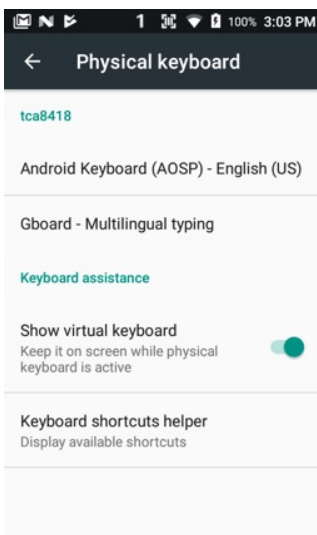 1 100% 3:03 PM
Physical keyboard
tca8418
Android Keyboard (AOSP) - English (US)
Gboard - Multilingual typing
Keyboard assistance
Show virtual keyboard
Keep it on screen while physical
keyboard is active
Keyboard shortcuts helper
Display available shortcuts